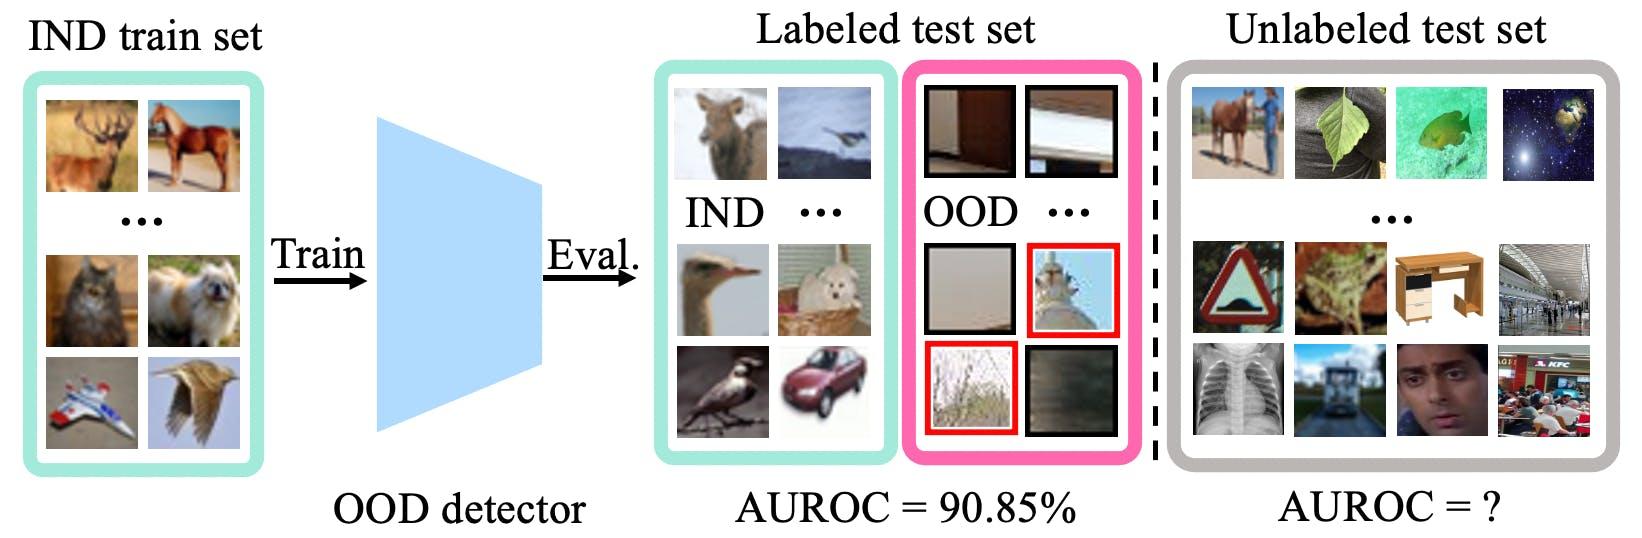 IND train set
Labeled test set
Unlabeled test set
...
IND ...
OOD ...
...
Train
Eval.
KFC
OOD detector
AUROC = 90.85%
AUROC = ?